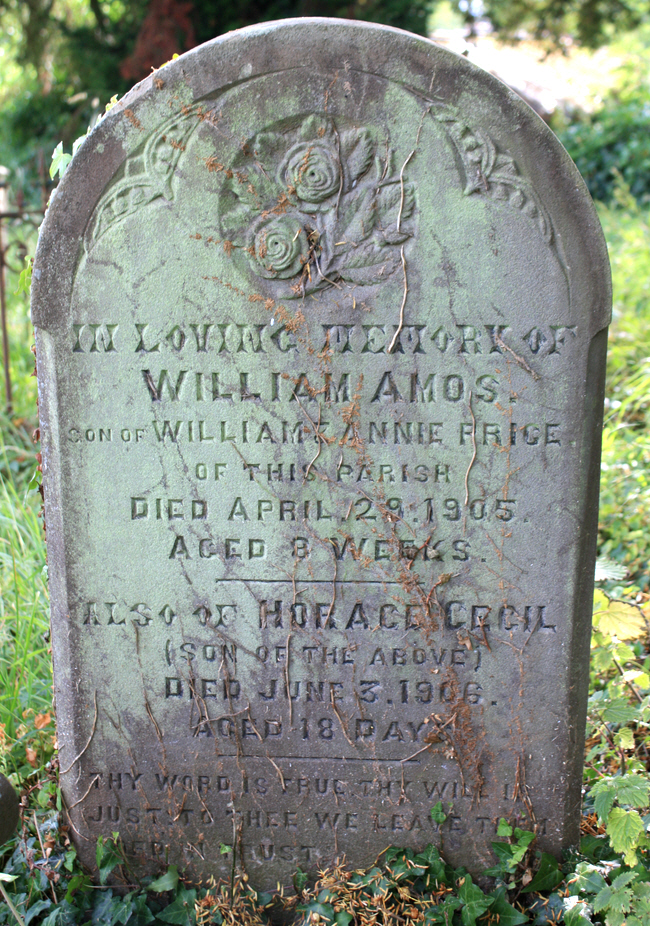 IN LOVING MEMORY OF
WILLIAM AMOS.
SON OF WILLIAM & ANNIE PRICE.
OF THIS PARISH
DIED APRIL 29. 1905.
AGED 8 WEEKS.
ALSO OF HORACE CECIL
(SON OF THE ABOVE)
DIED JUNE 3. 1906.
AGED 18 DAYS
THY WORD IS TRUE, THY WILL IS
JUST, TO THEE WE LEAVE THEM